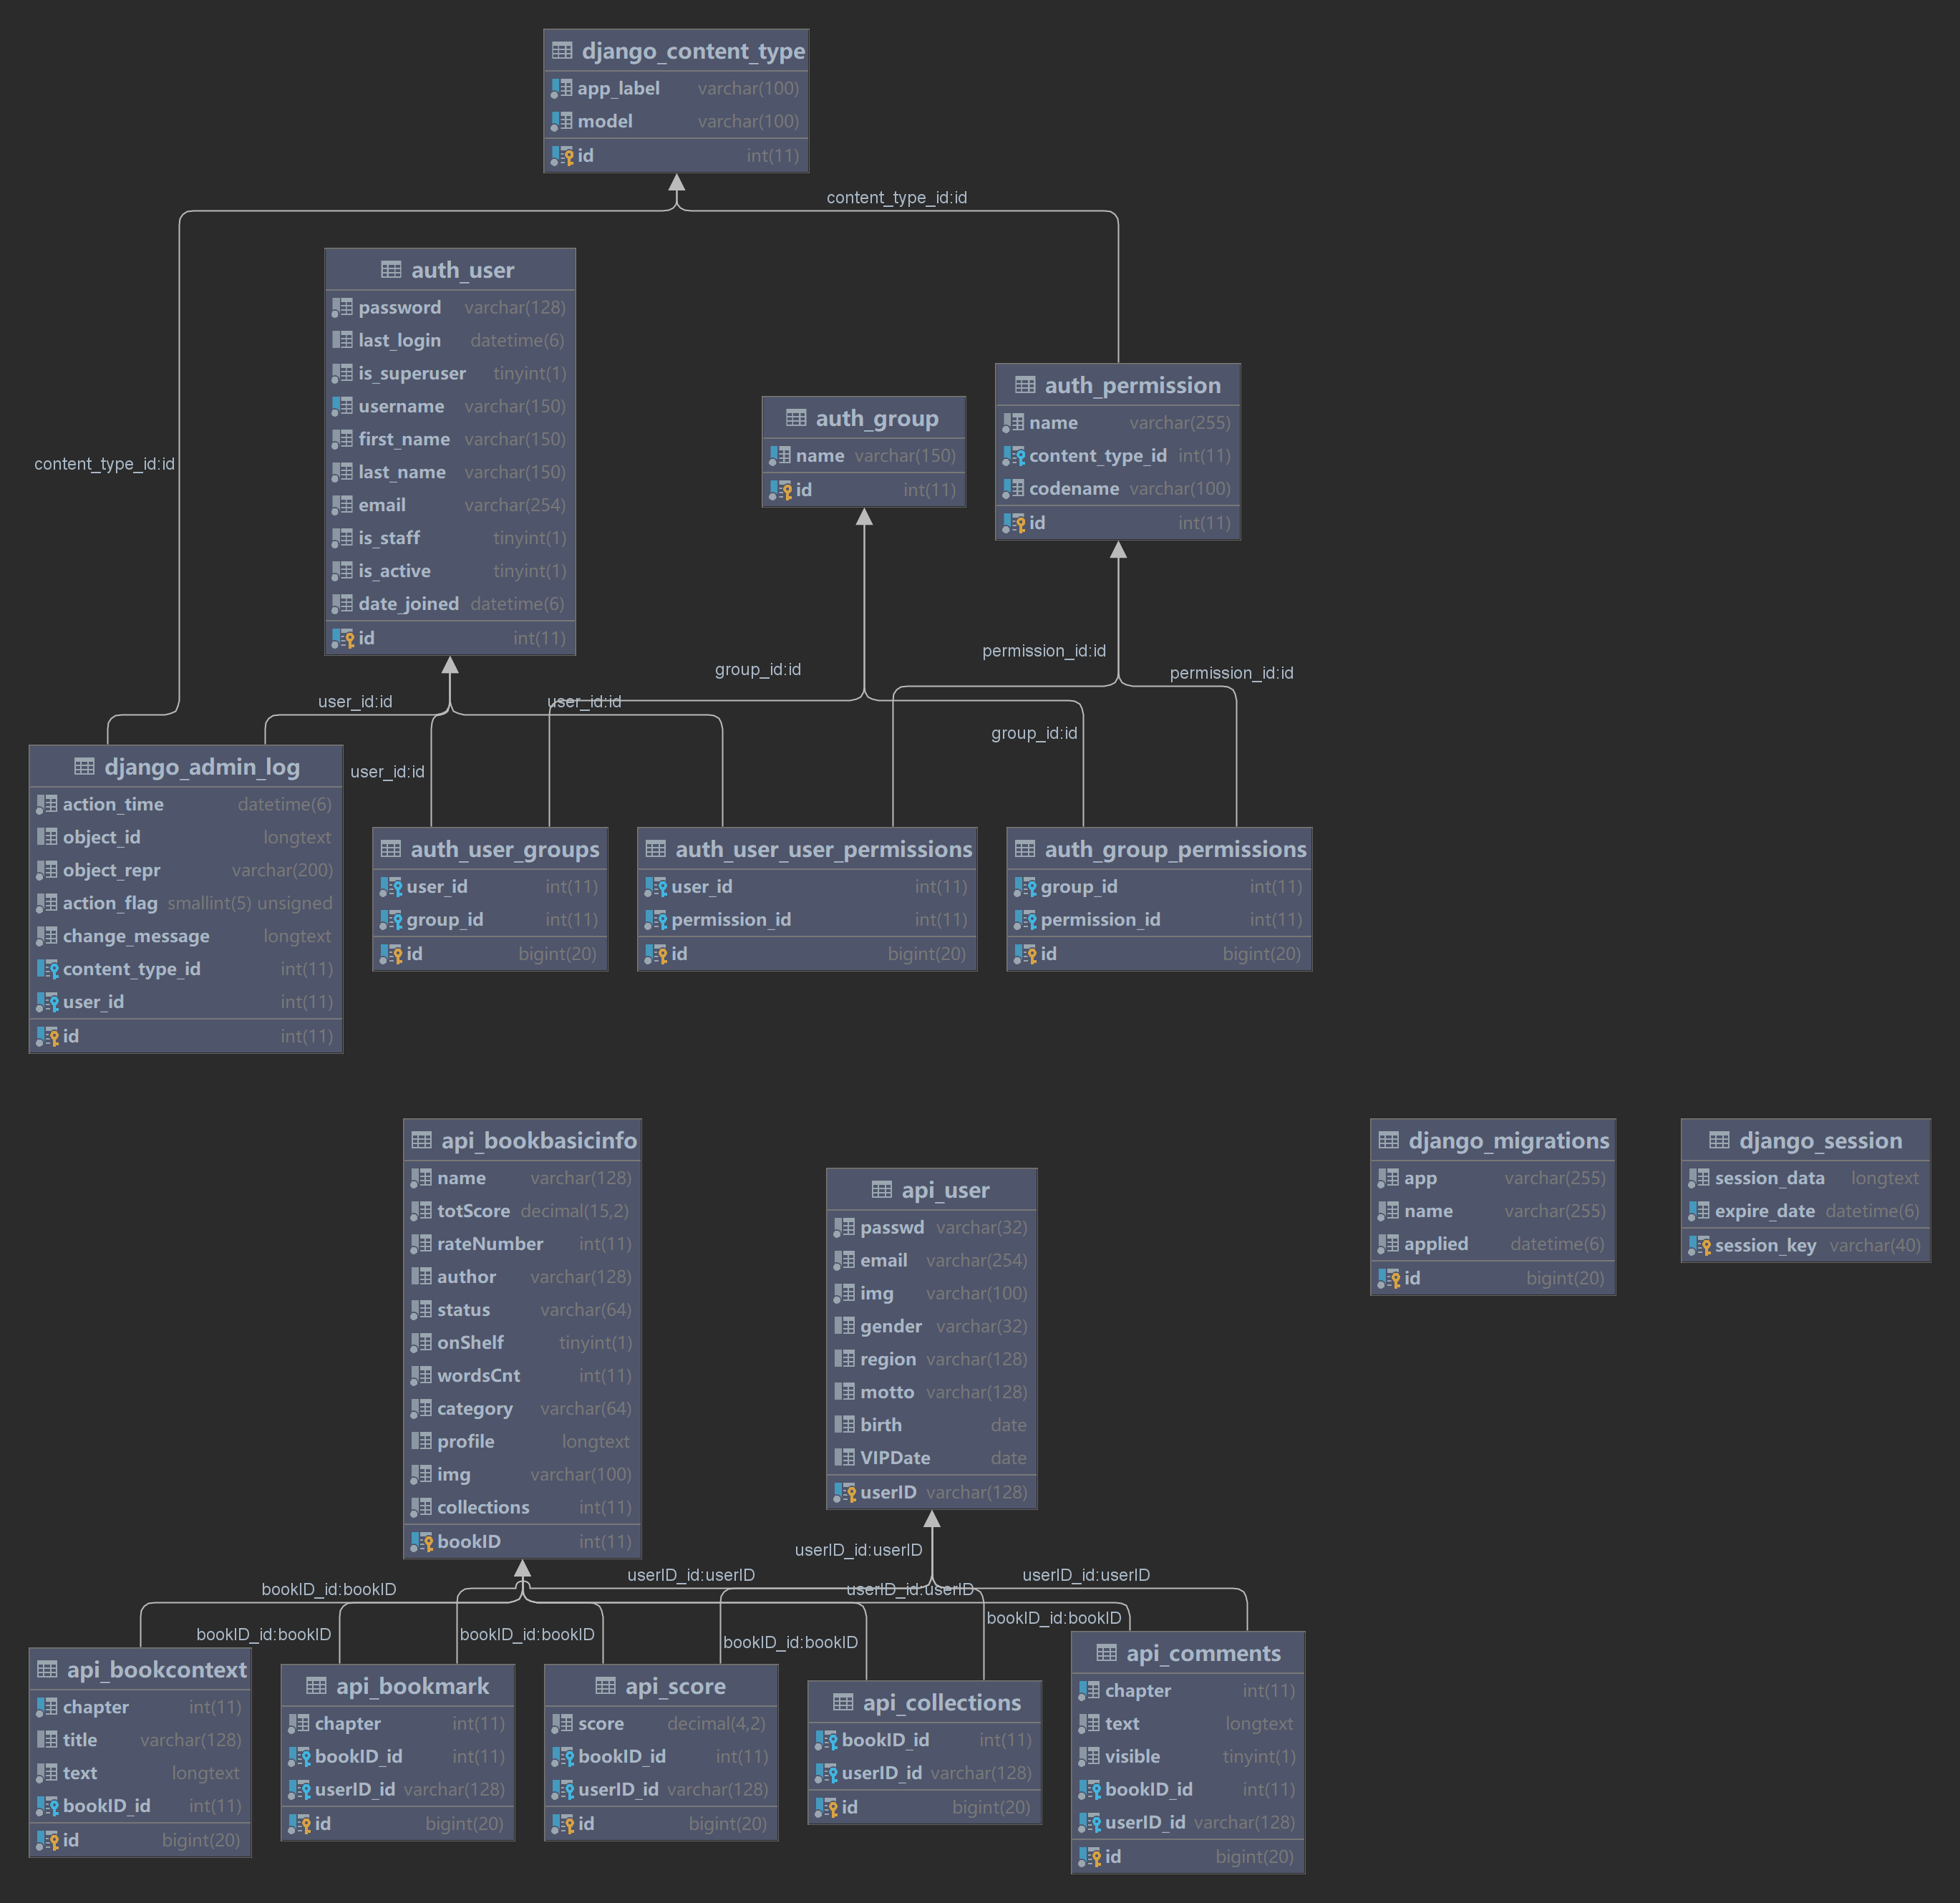 django_content_type
app_label varchar(100)
model varchar(100)
id int(11)
content_type_id:id
content_type_id:id
auth_user
password varchar(128)
last_login datetime(6)
is_superuser tinyint(1)
username varchar(150)
first_name varchar(150)
last_name varchar(150)
email varchar(254)
is_staff tinyint(1)
is_active tinyint(1)
date_joined datetime(6)
id int(11)
auth_group
name varchar(150)
id int(11)
auth_permission
name varchar(255)
content_type_id int(11)
codename varchar(100)
id int(11)
user_id:id
user_id:id
user_id:id
group_id:id
group_id:id
permission_id:id
permission_id:id
django_admin_log
action_time datetime(6)
object_id longtext
object_repr varchar(200)
action_flag smallint(5) unsigned
change_message longtext
content_type_id int(11)
user_id int(11)
id int(11)
auth_user_groups
user_id int(11)
group_id int(11)
id bigint(20)
auth_user_user_permissions
user_id int(11)
permission_id int(11)
id bigint(20)
auth_group_permissions
group_id int(11)
permission_id int(11)
id bigint(20)
api_bookbasicinfo
name varchar(128)
totScore decimal(15,2)
rateNumber int(11)
author varchar(128)
status varchar(64)
onShelf tinyint(1)
wordsCnt int(11)
category varchar(64)
profile longtext
img varchar(100)
collections int(11)
bookID int(11)
api_user
passwd varchar(32)
email varchar(254)
img varchar(100)
gender varchar(32)
region varchar(128)
motto varchar(128)
birth date
VIPDate date
userID varchar(128)
django_migrations
app varchar(255)
name varchar(255)
applied datetime(6)
id bigint(20)
django_session
session_data longtext
expire_date datetime(6)
session_key varchar(40)
userID_id:userID
bookID_id:bookID
userID_id:userID
userID_id:userID
userID_id:userID
bookID_id:bookID
bookID_id:bookID
bookID_id:bookID
bookID_id:bookID
api_bookcontext
chapter int(11)
title varchar(128)
text longtext
bookID_id int(11)
id bigint(20)
api_bookmark
chapter int(11)
bookID_id int(11)
userID_id varchar(128)
id bigint(20)
api_score
score decimal(4,2)
bookID_id int(11)
userID_id varchar(128)
id bigint(20)
api_collections
bookID_id int(11)
userID_id varchar(128)
id bigint(20)
api_comments
chapter int(11)
text longtext
visible tinyint(1)
bookID_id int(11)
userID_id varchar(128)
id bigint(20)